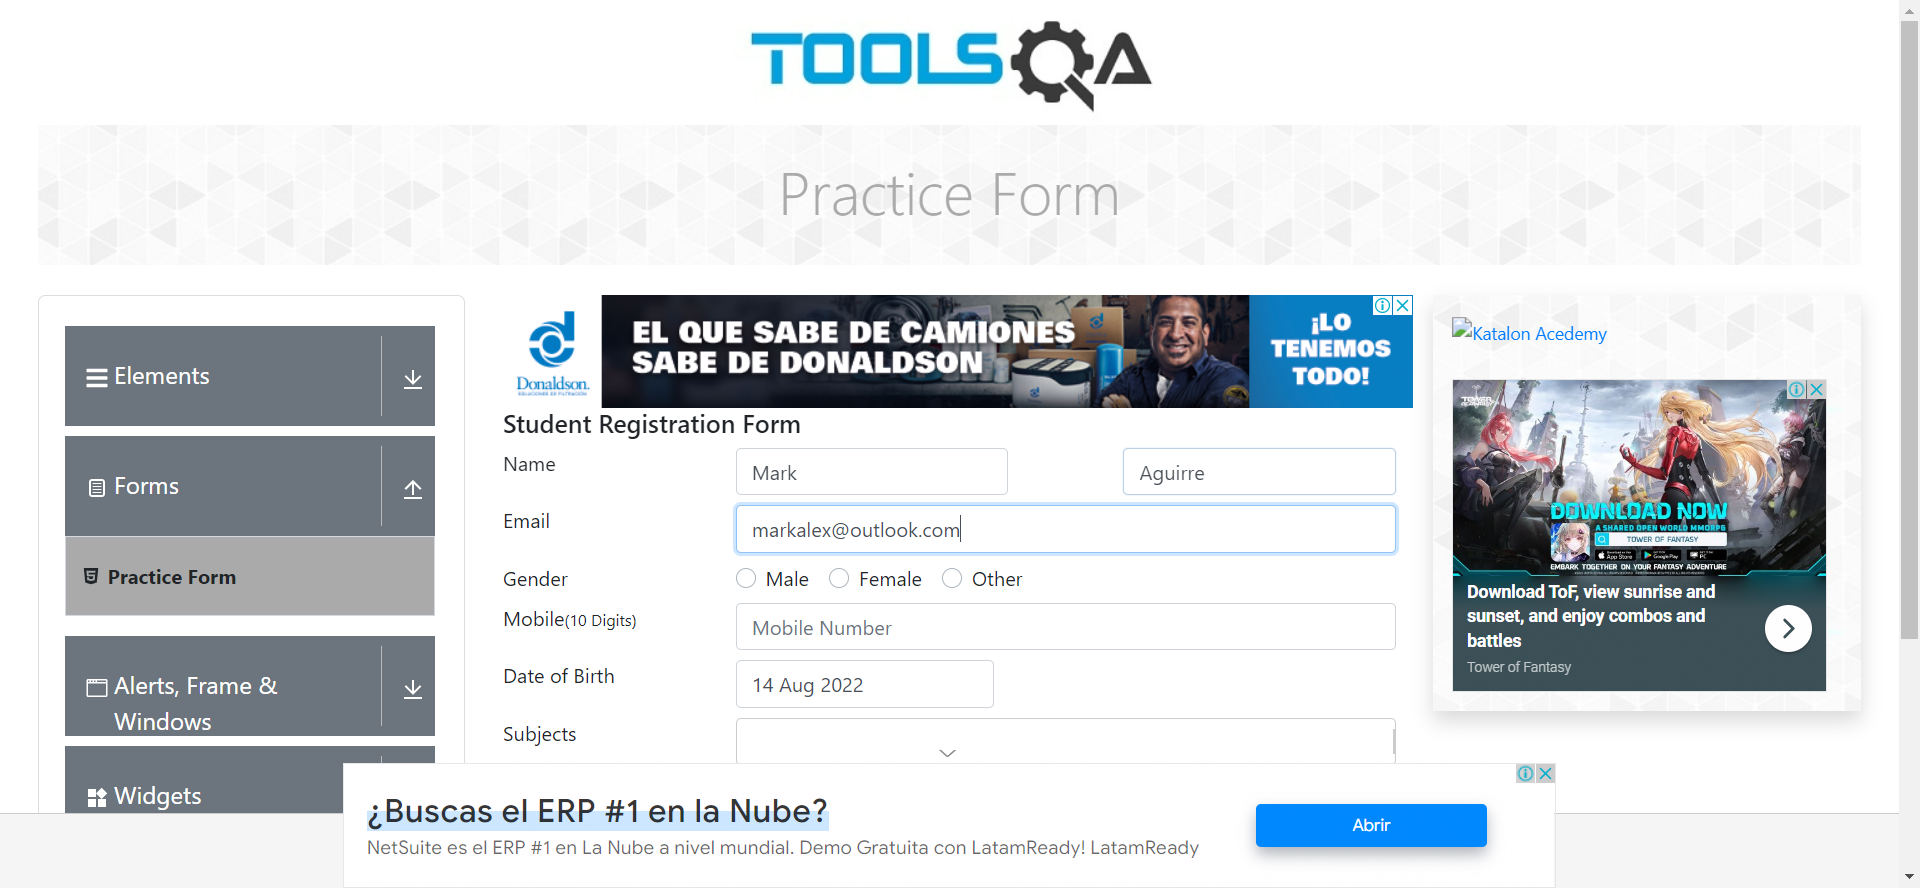 TOOLSQA
Practice Form
Elements
Forms
Practice Form
Alerts, Frame &
Windows
Widgets
Donaldson.
EL QUE SABE DE CAMIONES
SABE DE DONALDSON
¡LO
TENEMOS
TODO!
Student Registration Form
Name
Mark
Aguirre
Email
markalex@outlook.com
Gender
Male
Female
Other
Mobile(10 Digits)
Mobile Number
Date of Birth
14 Aug 2022
Subjects
Katalon Acedemy
DOWNLOAD NOW
A SHARED OPEN WORLD MMORPG
TOWER OF FANTASY
App Store
Google Play
PC
EMBARK TOGETHER ON YOUR FANTASY ADVENTURE
Download ToF, view sunrise and
sunset, and enjoy combos and
battles
Tower of Fantasy
¿Buscas el ERP #1 en la Nube?
NetSuite es el ERP #1 en La Nube a nivel mundial. Demo Gratuita con LatamReady! LatamReady
Abrir